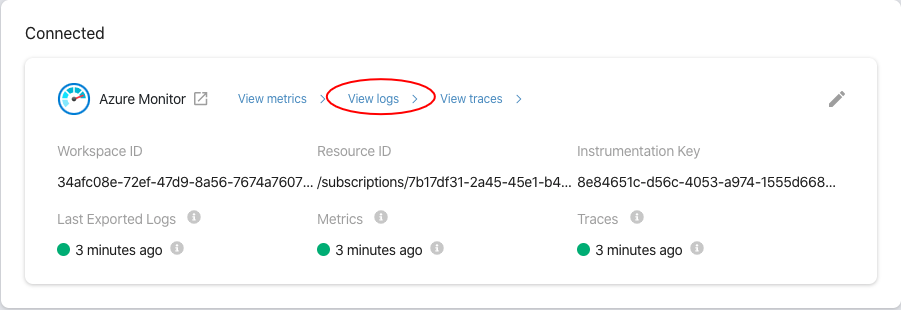 Connected
Azure Monitor View metrics View logs View traces
Workspace ID Resource ID Instrumentation Key
34afc08e-72ef-47d9-8a56-7674a7607... /subscriptions/7b17df31-2a45-45e1-b4... 8e84651c-d56c-4053-a974-1555d668...
Last Exported Logs Metrics Traces
3 minutes ago 3 minutes ago 3 minutes ago